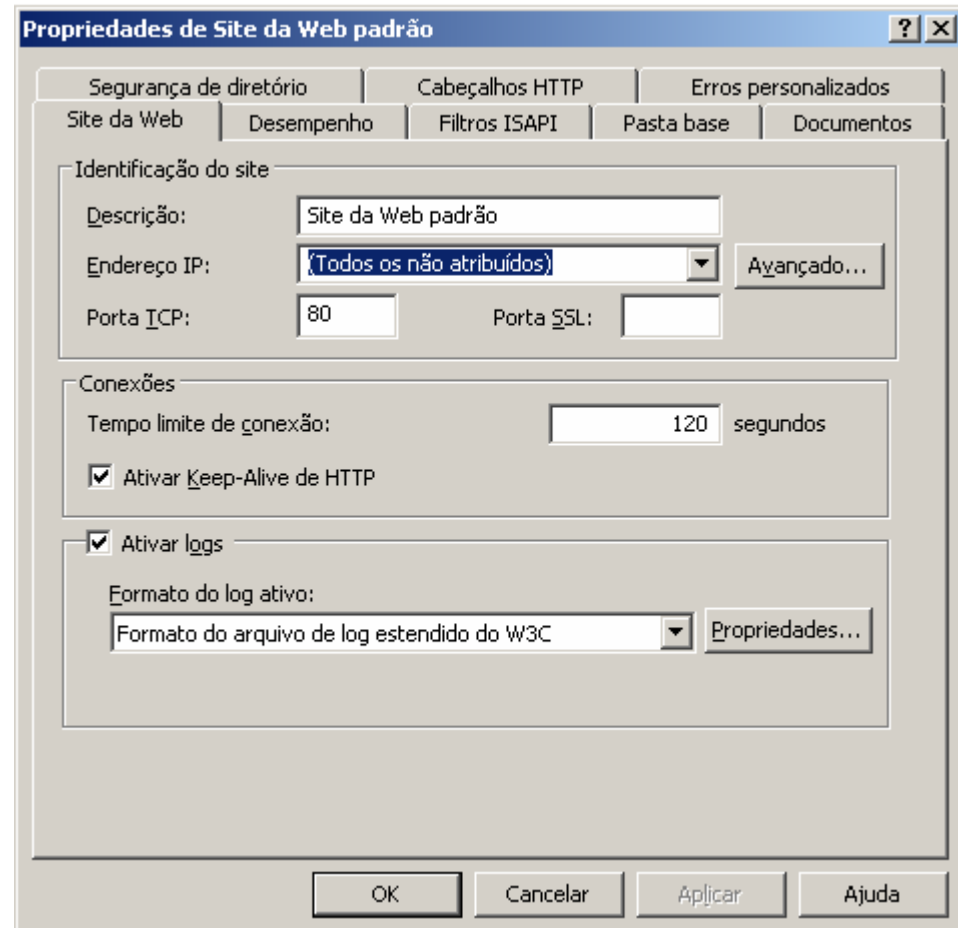 Propriedades de Site da Web padrão
Segurança de diretório Cabeçalhos HTTP Erros personalizados
Site da Web Desempenho Filtros ISAPI Pasta base Documentos
Identificação do site
Descrição: Site da Web padrão
Endereço IP: (Todos os não atribuídos) Avançado...
Porta TCP: 80 Porta SSL:
Conexões
Tempo limite de conexão: 120 segundos
Ativar Keep-Alive de HTTP
Ativar logs
Formato do log ativo:
Formato do arquivo de log estendido do W3C Propriedades...
OK Cancelar Aplicar Ajuda